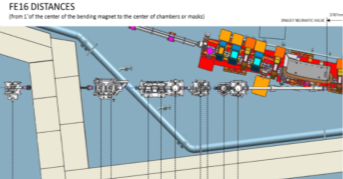 FE16 DISTANCES
(from 1° of the center of the bending magnet to the center of chambers or masks)